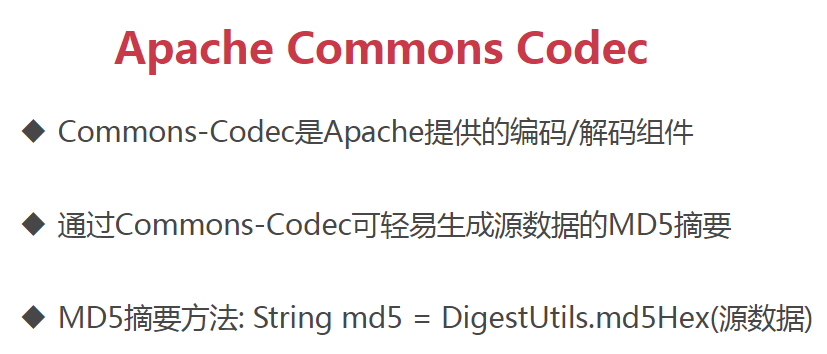 Apache Commons Codec
◆ Commons-Codec是Apache提供的编码/解码组件
◆ 通过Commons-Codec可轻易生成源数据的MD5摘要
◆ MD5摘要方法: String md5 = DigestUtils.md5Hex(源数据)